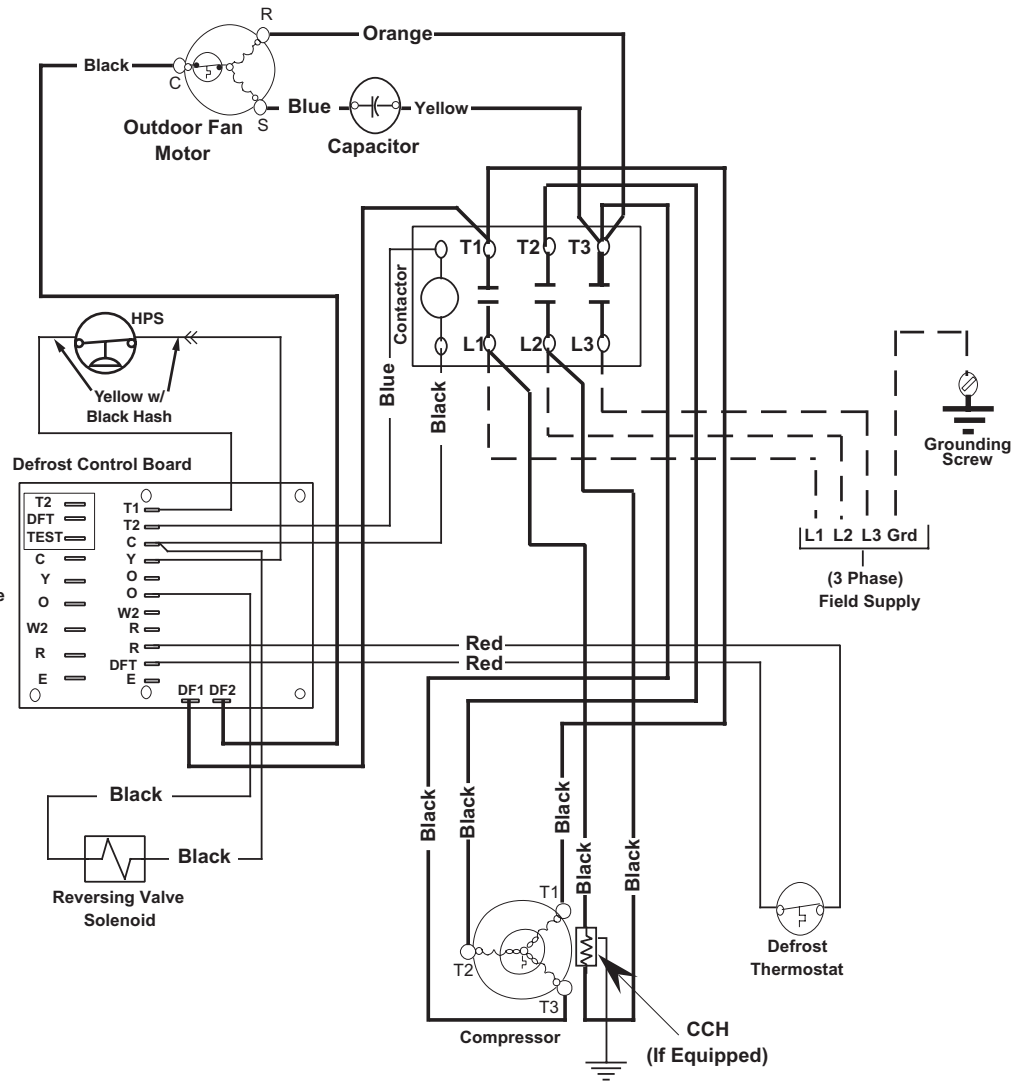 R
Orange
Black
C
S
Blue
Yellow
Outdoor Fan
Motor
Capacitor
T1
T2
T3
Contactor
L1
L2
L3
HPS
Yellow w/
Black Hash
Blue
Black
Grounding
Screw
Defrost Control Board
T2
DFT
TEST
C
Y
O
W2
R
E
T1
T2
C
Y
O
O
W2
R
R
DFT
E
DF1 DF2
L1 L2 L3 Grd
(3 Phase)
Field Supply
Red
Red
Black
Black
Reversing Valve
Solenoid
Black
Black
Black
Black
Black
T1
T2
T3
Compressor
CCH
(If Equipped)
Defrost
Thermostat